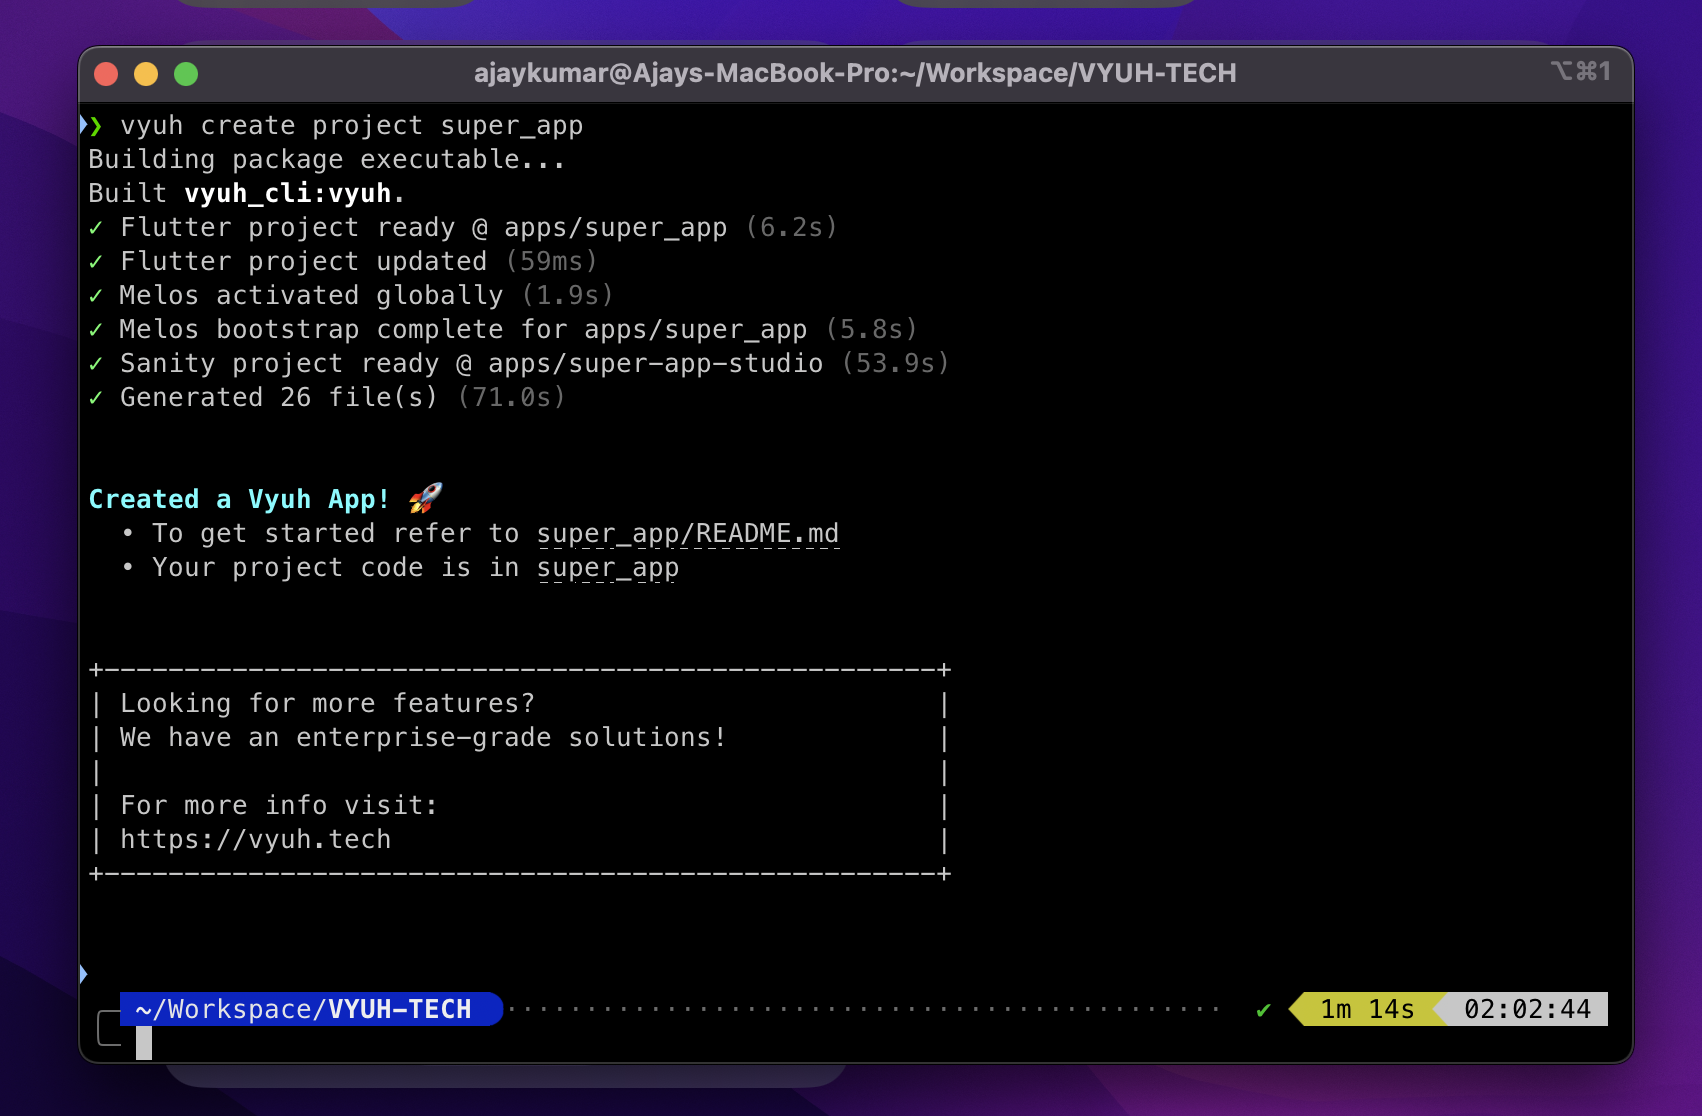 ajaykumar@Ajays-MacBook-Pro:~/Workspace/VYUH-TECH ⌥⌘1
❯ vyuh create project super_app
Building package executable...
Built vyuh_cli:vyuh.
✓ Flutter project ready @ apps/super_app (6.2s)
✓ Flutter project updated (59ms)
✓ Melos activated globally (1.9s)
✓ Melos bootstrap complete for apps/super_app (5.8s)
✓ Sanity project ready @ apps/super-app-studio (53.9s)
✓ Generated 26 file(s) (71.0s)
Created a Vyuh App! 🚀
• To get started refer to super_app/README.md
• Your project code is in super_app
+----------------------------------------------------+
| Looking for more features? |
| We have an enterprise-grade solutions! |
| |
| For more info visit: |
| https://vyuh.tech |
+----------------------------------------------------+
~/Workspace/VYUH-TECH ✔ 1m 14s 02:02:44